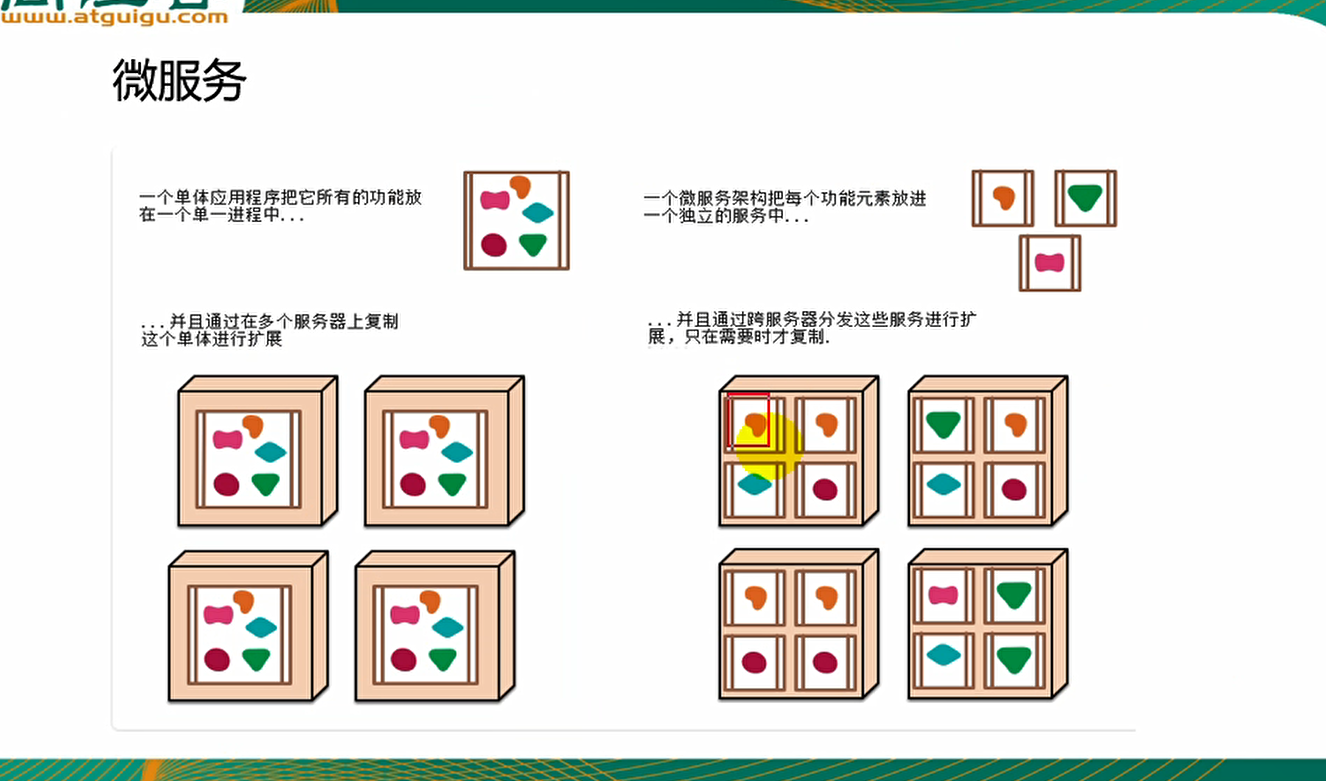 www.atguigu.com
微服务
一个单体应用程序把它所有的功能放
在一个单一进程中...
一个微服务架构把每个功能元素放进
一个独立的服务中...
...并且通过在多个服务器上复制
这个单体进行扩展
...并且通过跨服务器分发这些服务进行扩
展，只在需要时才复制.